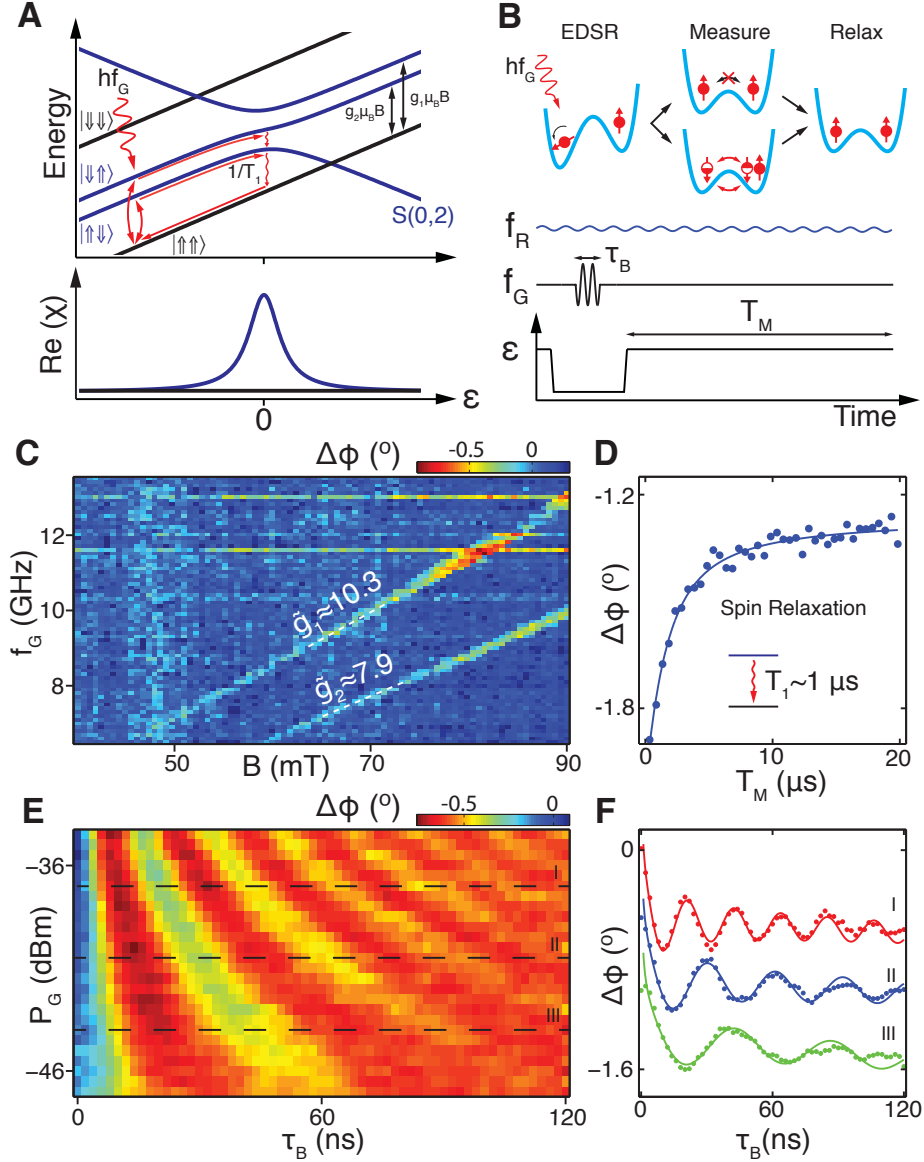 A
Energy
hf_G
|⇓⇓⟩
|⇓⇑⟩
|⇑⇓⟩
|⇑⇑⟩
1/T_1
g_2μ_BB
g_1μ_BB
S(0,2)
Re (χ)
0
ε
B
EDSR
Measure
Relax
hf_G
f_R
f_G
τ_B
T_M
ε
Time
C
Δϕ (°)
-0.5
0
f_G (GHz)
12
10
8
g̃_1≈10.3
g̃_2≈7.9
50
70
90
B (mT)
D
Δϕ (°)
-1.2
-1.8
Spin Relaxation
T_1~1 μs
0
10
20
T_M (μs)
E
Δϕ (°)
-0.5
0
P_G (dBm)
−36
−46
I
II
III
0
60
120
τ_B (ns)
F
Δϕ (°)
0
-1.6
I
II
III
0
60
120
τ_B(ns)